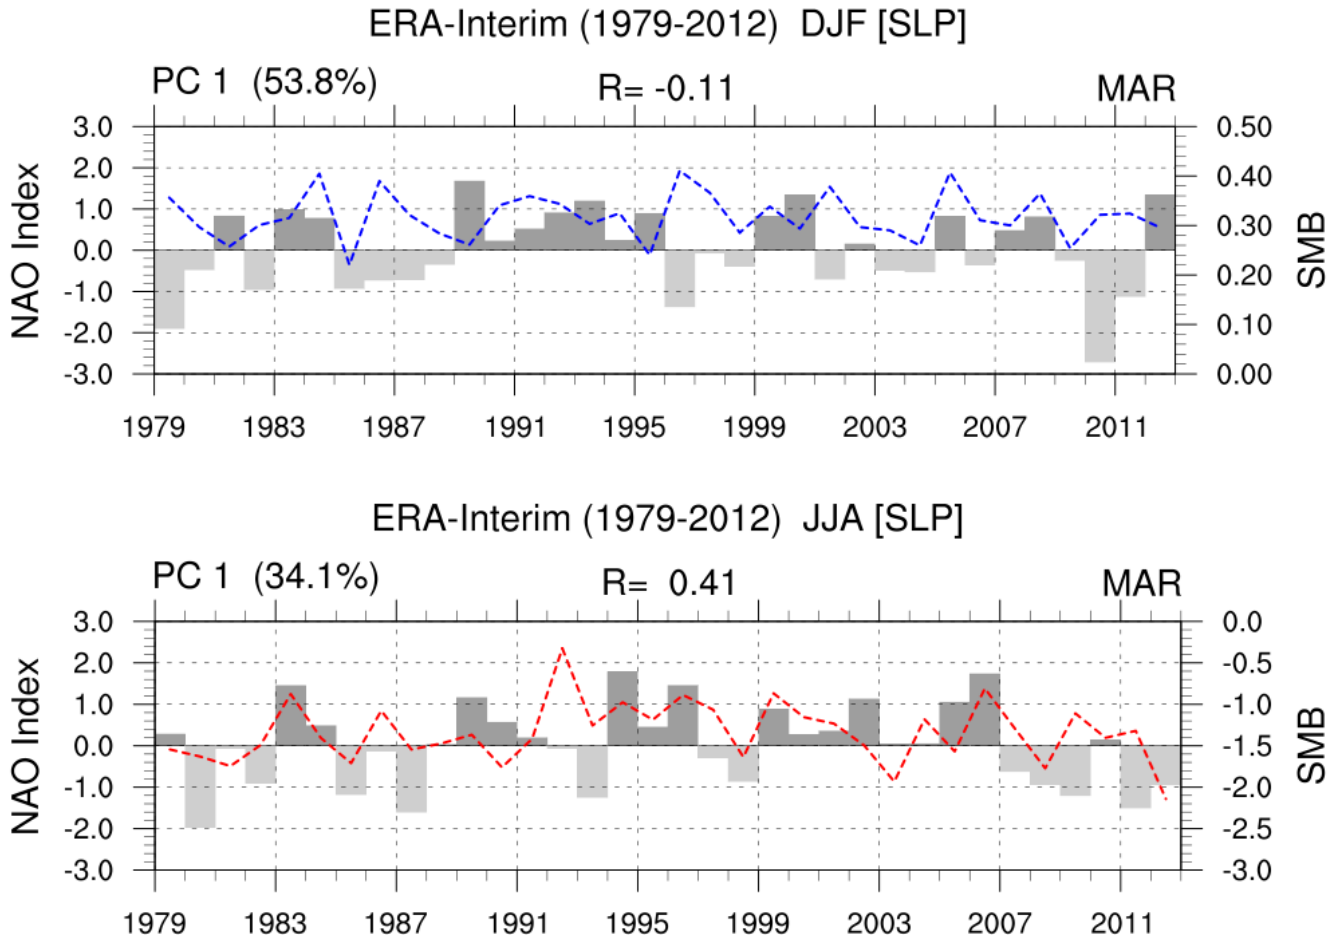 ERA-Interim (1979-2012)  DJF [SLP]
PC 1  (53.8%)  R= -0.11  MAR
3.0  0.50
2.0  0.40
1.0  0.30
0.0  0.20
-1.0  0.10
-2.0  0.00
-3.0
NAO Index
SMB
1979  1983  1987  1991  1995  1999  2003  2007  2011
ERA-Interim (1979-2012)  JJA [SLP]
PC 1  (34.1%)  R=  0.41  MAR
3.0  0.0
2.0  -0.5
1.0  -1.0
0.0  -1.5
-1.0  -2.0
-2.0  -2.5
-3.0  -3.0
NAO Index
SMB
1979  1983  1987  1991  1995  1999  2003  2007  2011